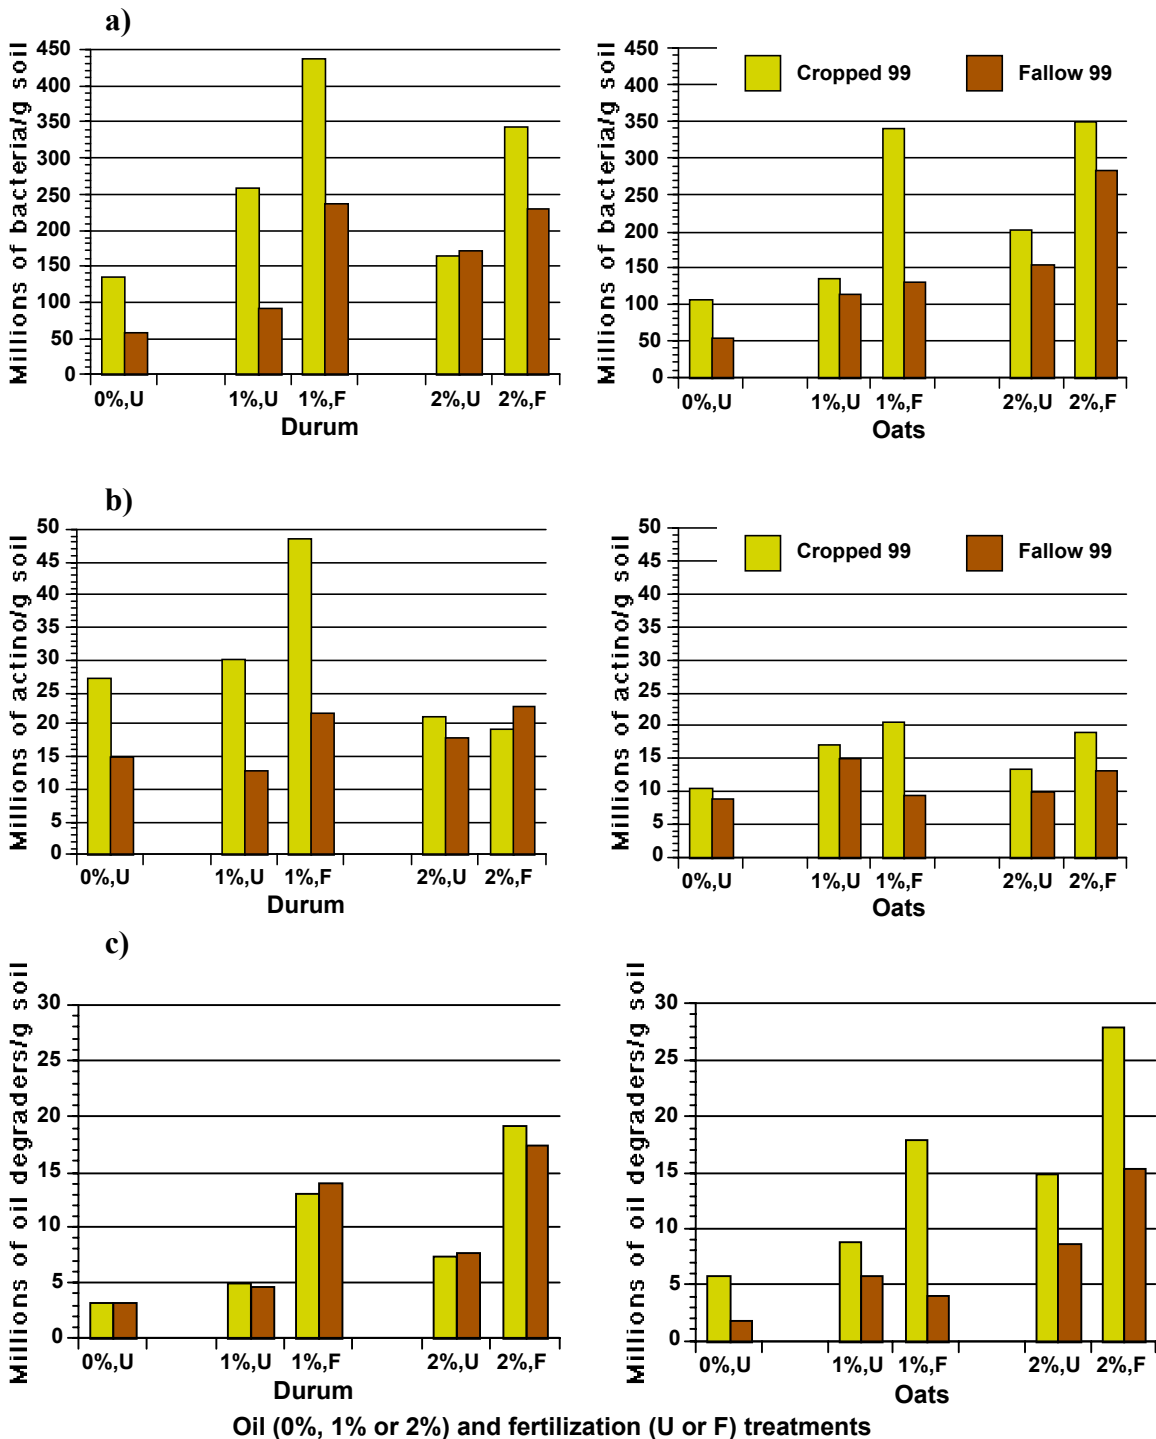 a)
Millions of bacteria/g soil
450
400
350
300
250
200
150
100
50
0
0%,U 1%,U 1%,F 2%,U 2%,F
Durum
Millions of bacteria/g soil
450
400
350
300
250
200
150
100
50
0
Cropped 99 Fallow 99
0%,U 1%,U 1%,F 2%,U 2%,F
Oats
b)
Millions of actino/g soil
50
45
40
35
30
25
20
15
10
5
0
0%,U 1%,U 1%,F 2%,U 2%,F
Durum
Millions of actino/g soil
50
45
40
35
30
25
20
15
10
5
0
Cropped 99 Fallow 99
0%,U 1%,U 1%,F 2%,U 2%,F
Oats
c)
Millions of oil degraders/g soil
30
25
20
15
10
5
0
0%,U 1%,U 1%,F 2%,U 2%,F
Durum
Millions of oil degraders/g soil
30
25
20
15
10
5
0
0%,U 1%,U 1%,F 2%,U 2%,F
Oats
Oil (0%, 1% or 2%) and fertilization (U or F) treatments